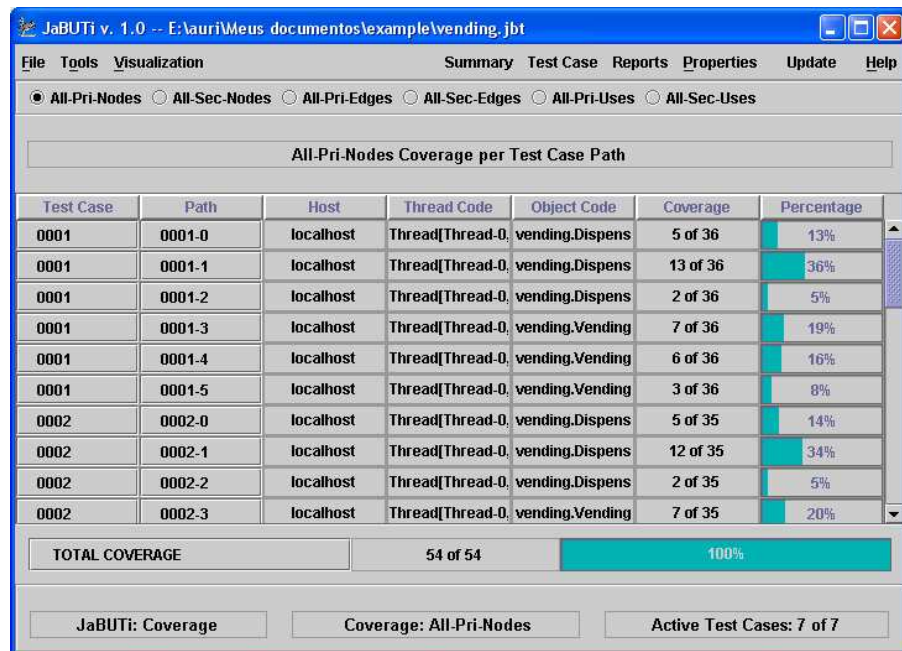 JaBUTi v. 1.0 -- E:\auri\Meus documentos\example\vending.jbt
File Tools Visualization Summary Test Case Reports Properties Update Help
All-Pri-Nodes All-Sec-Nodes All-Pri-Edges All-Sec-Edges All-Pri-Uses All-Sec-Uses
All-Pri-Nodes Coverage per Test Case Path
Test Case Path Host Thread Code Object Code Coverage Percentage
0001 0001-0 localhost Thread[Thread-0, vending.Dispens 5 of 36 13%
0001 0001-1 localhost Thread[Thread-0, vending.Dispens 13 of 36 36%
0001 0001-2 localhost Thread[Thread-0, vending.Dispens 2 of 36 5%
0001 0001-3 localhost Thread[Thread-0, vending.Vending 7 of 36 19%
0001 0001-4 localhost Thread[Thread-0, vending.Vending 6 of 36 16%
0001 0001-5 localhost Thread[Thread-0, vending.Vending 3 of 36 8%
0002 0002-0 localhost Thread[Thread-0, vending.Dispens 5 of 35 14%
0002 0002-1 localhost Thread[Thread-0, vending.Dispens 12 of 35 34%
0002 0002-2 localhost Thread[Thread-0, vending.Dispens 2 of 35 5%
0002 0002-3 localhost Thread[Thread-0, vending.Vending 7 of 35 20%
TOTAL COVERAGE 54 of 54 100%
JaBUTi: Coverage Coverage: All-Pri-Nodes Active Test Cases: 7 of 7